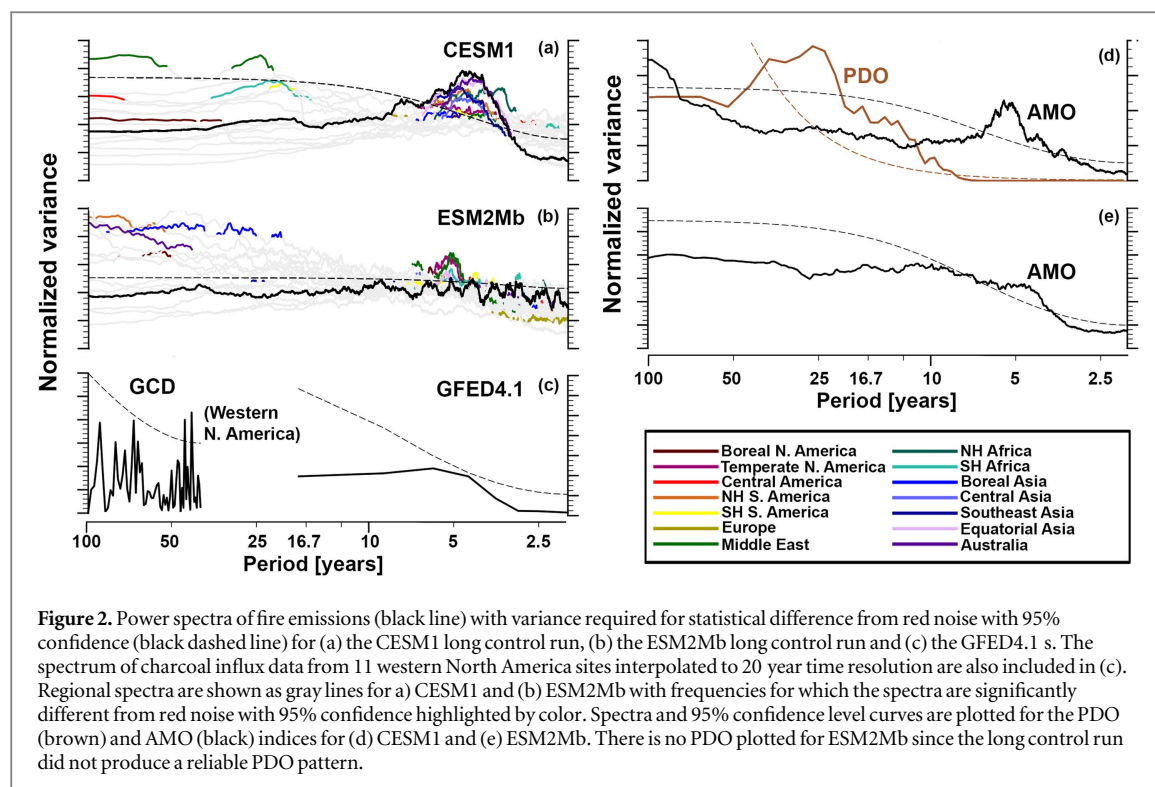 CESM1
(a)
Normalized variance
ESM2Mb
(b)
GCD
(Western
N. America)
GFED4.1
(c)
100 50 25 16.7 10 5 2.5
Period [years]
PDO
AMO
(d)
Normalized variance
AMO
(e)
100 50 25 16.7 10 5 2.5
Period [years]
Boreal N. America
Temperate N. America
Central America
NH S. America
SH S. America
Europe
Middle East
NH Africa
SH Africa
Boreal Asia
Central Asia
Southeast Asia
Equatorial Asia
Australia
Figure 2. Power spectra of fire emissions (black line) with variance required for statistical difference from red noise with 95%
confidence (black dashed line) for (a) the CESM1 long control run, (b) the ESM2Mb long control run and (c) the GFED4.1 s. The
spectrum of charcoal influx data from 11 western North America sites interpolated to 20 year time resolution are also included in (c).
Regional spectra are shown as gray lines for a) CESM1 and (b) ESM2Mb with frequencies for which the spectra are significantly
different from red noise with 95% confidence highlighted by color. Spectra and 95% confidence level curves are plotted for the PDO
(brown) and AMO (black) indices for (d) CESM1 and (e) ESM2Mb. There is no PDO plotted for ESM2Mb since the long control run
did not produce a reliable PDO pattern.